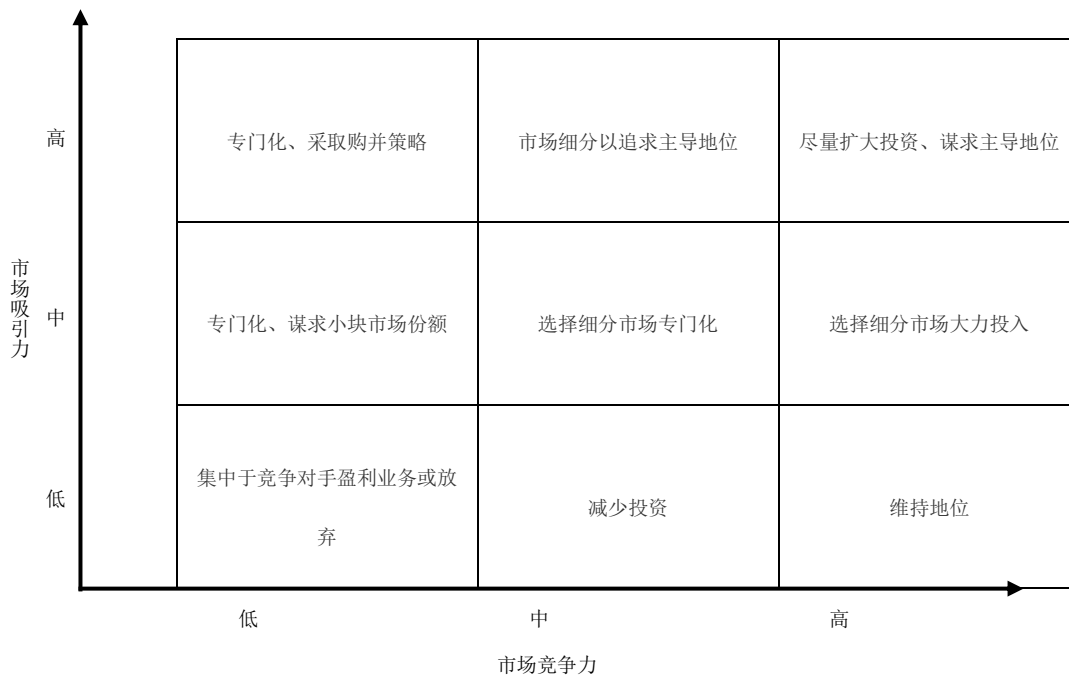 高
专门化、采取购并策略
市场细分以追求主导地位
尽量扩大投资、谋求主导地位
市场吸引力
中
专门化、谋求小块市场份额
选择细分市场专门化
选择细分市场大力投入
低
集中于竞争对手盈利业务或放
弃
减少投资
维持地位
低
中
高
市场竞争力